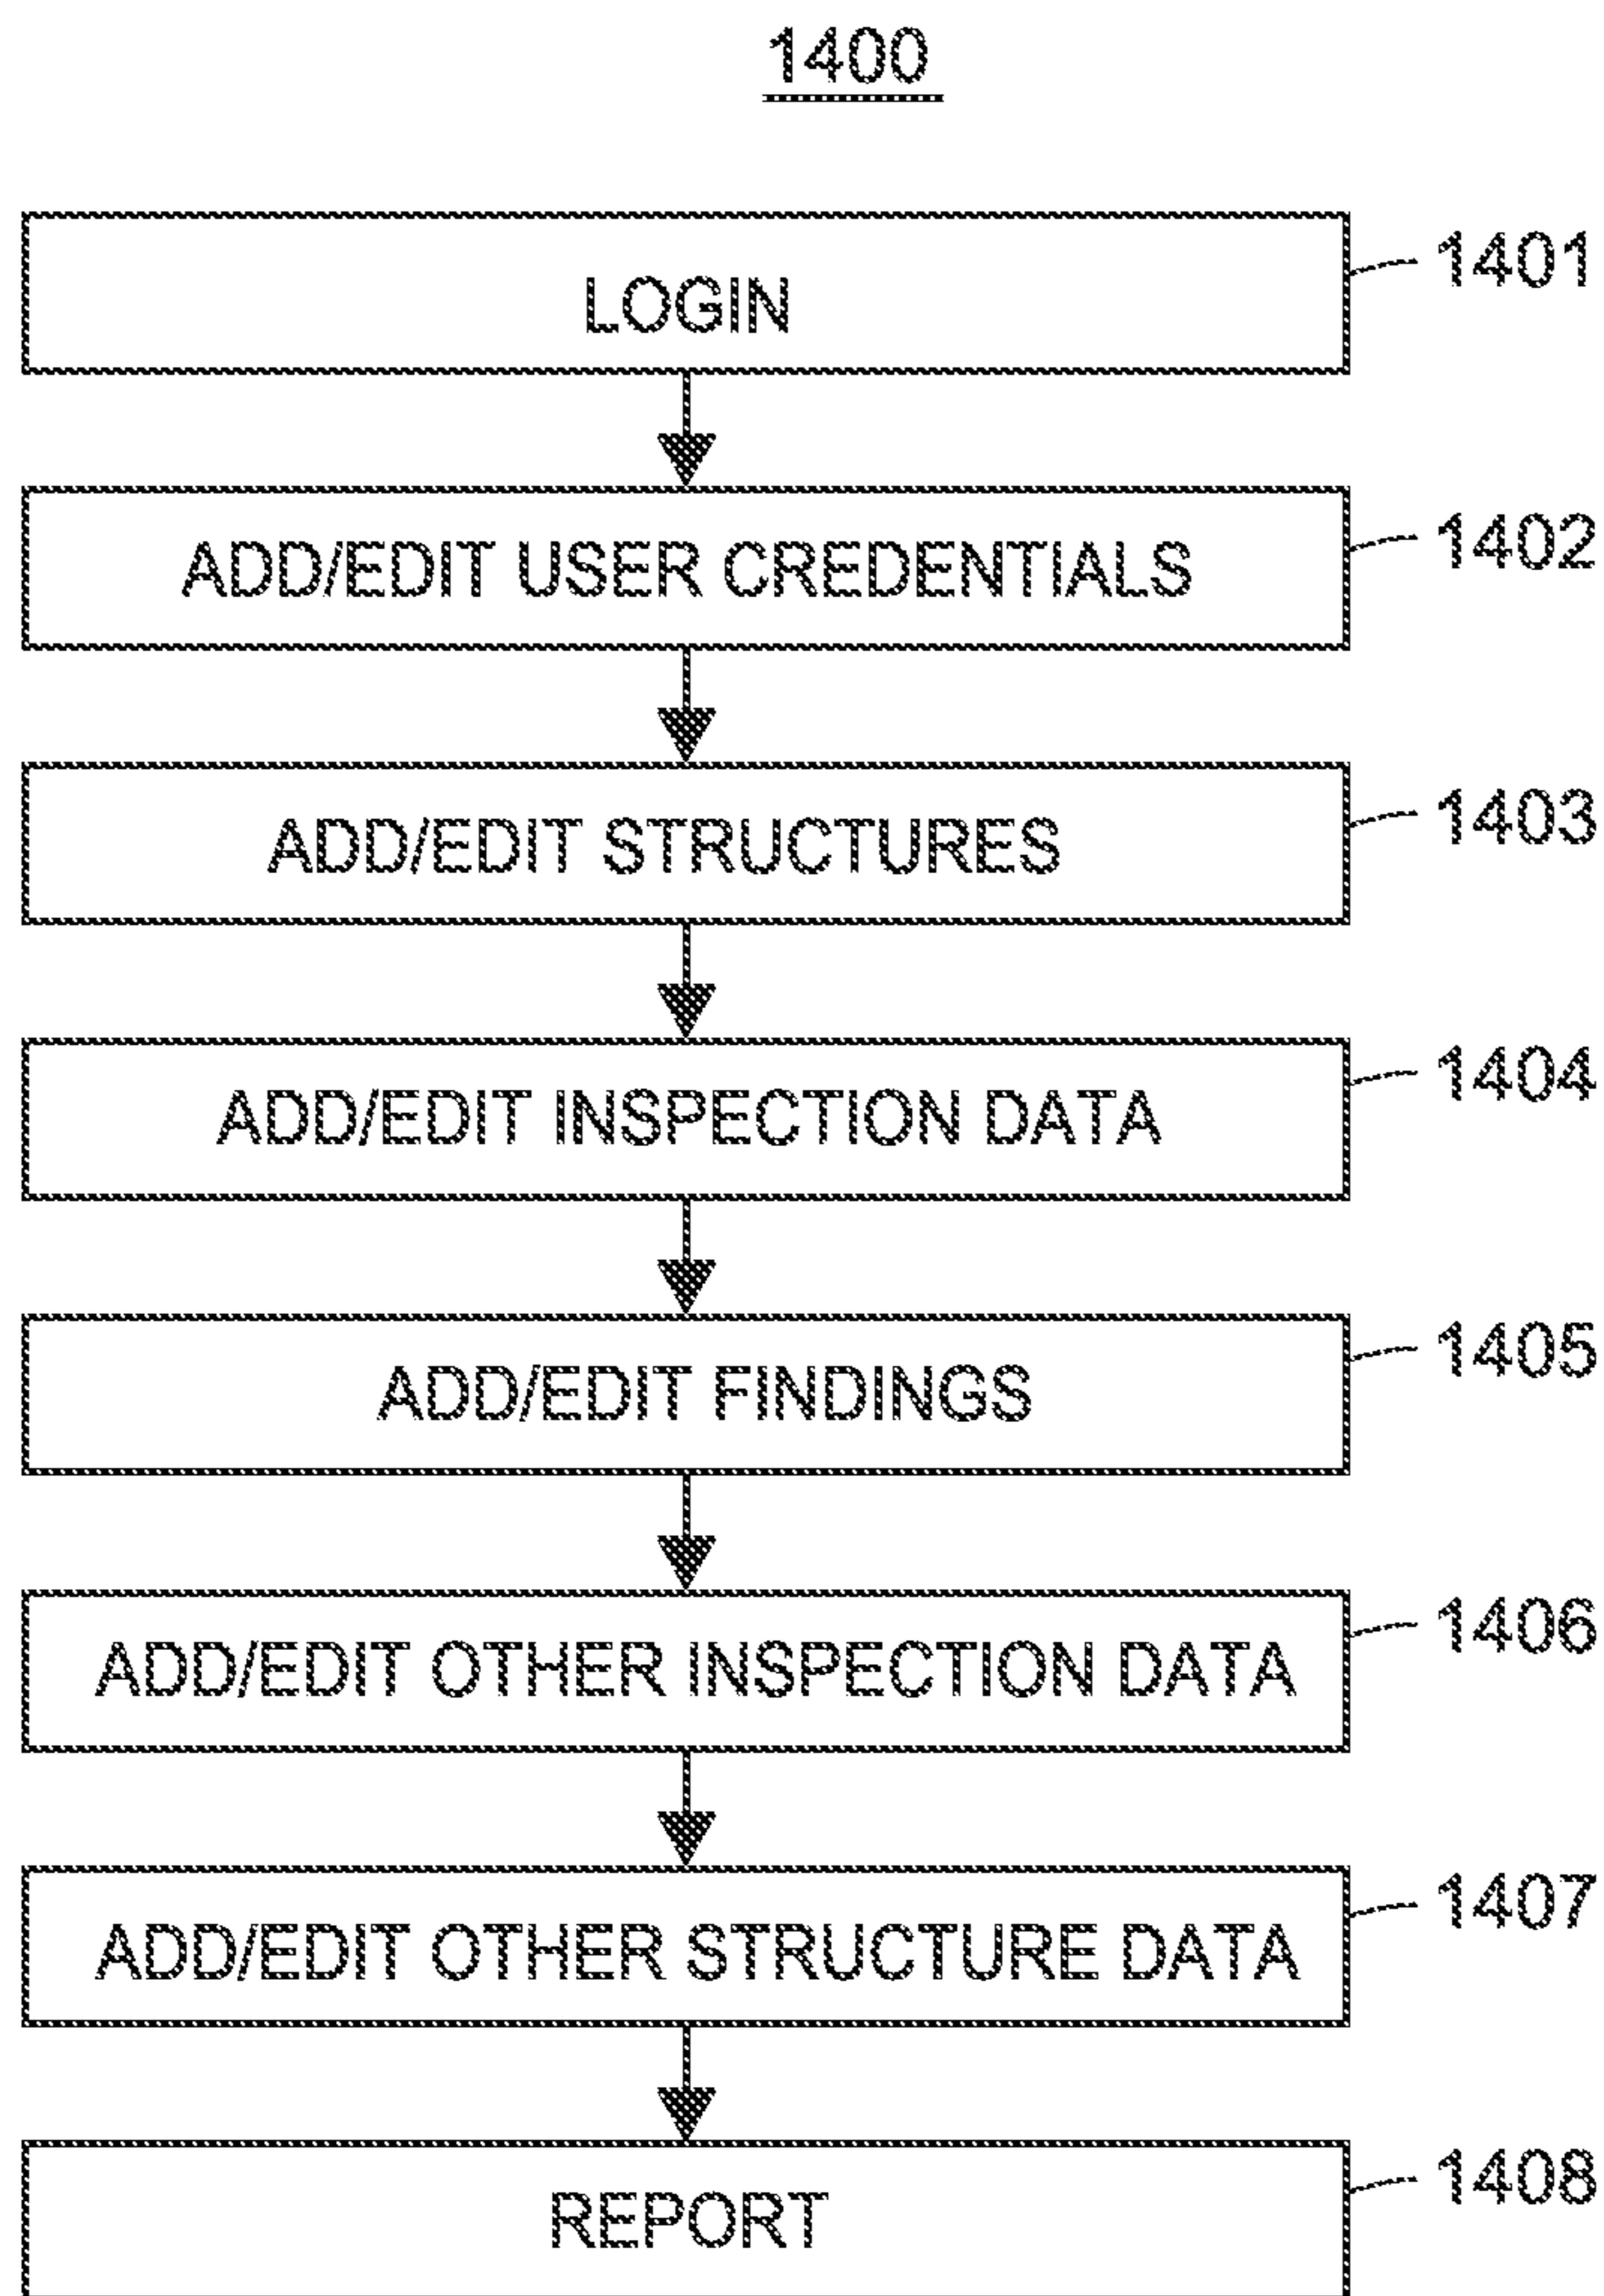 1400
LOGIN
1401
ADD/EDIT USER CREDENTIALS
1402
ADD/EDIT STRUCTURES
1403
ADD/EDIT INSPECTION DATA
1404
ADD/EDIT FINDINGS
1405
ADD/EDIT OTHER INSPECTION DATA
1406
ADD/EDIT OTHER STRUCTURE DATA
1407
REPORT
1408